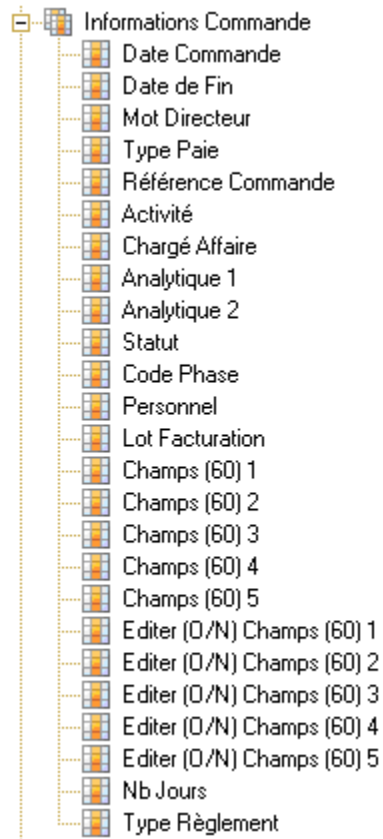 Informations Commande
Date Commande
Date de Fin
Mot Directeur
Type Paie
Référence Commande
Activité
Chargé Affaire
Analytique 1
Analytique 2
Statut
Code Phase
Personnel
Lot Facturation
Champs (60) 1
Champs (60) 2
Champs (60) 3
Champs (60) 4
Champs (60) 5
Editer (O/N) Champs (60) 1
Editer (O/N) Champs (60) 2
Editer (O/N) Champs (60) 3
Editer (O/N) Champs (60) 4
Editer (O/N) Champs (60) 5
Nb Jours
Type Règlement